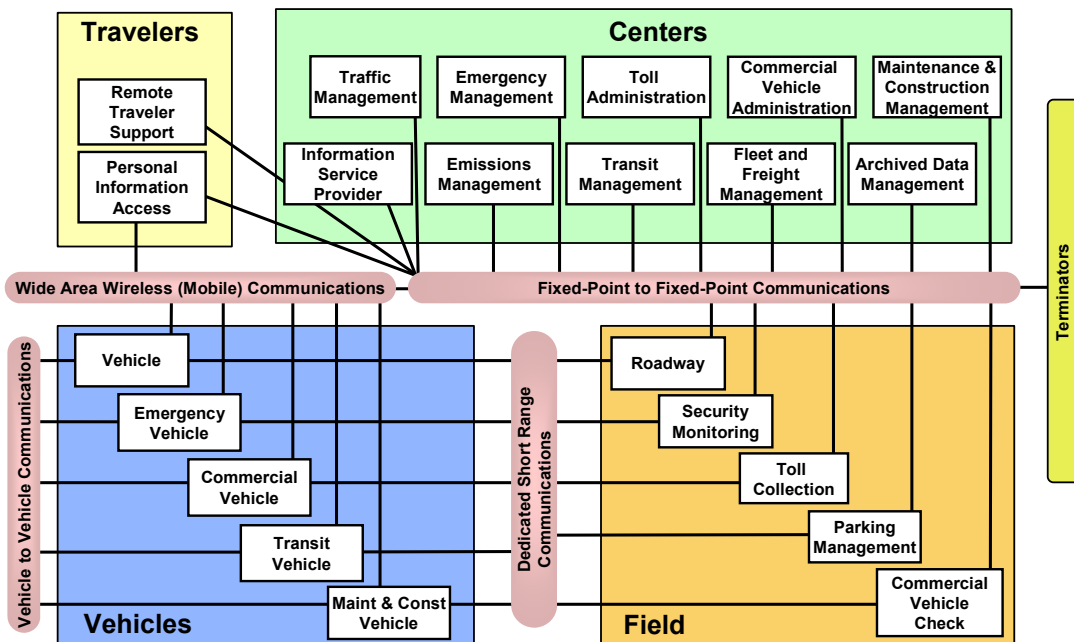 Travelers
Remote
Traveler
Support
Personal
Information
Access
Centers
Traffic
Management
Emergency
Management
Toll
Administration
Commercial
Vehicle
Administration
Maintenance &
Construction
Management
Information
Service
Provider
Emissions
Management
Transit
Management
Fleet and
Freight
Management
Archived Data
Management
Terminators
Wide Area Wireless (Mobile) Communications
Fixed-Point to Fixed-Point Communications
Vehicle to Vehicle Communications
Vehicle
Emergency
Vehicle
Commercial
Vehicle
Transit
Vehicle
Maint & Const
Vehicle
Vehicles
Dedicated Short Range
Communications
Roadway
Security
Monitoring
Toll
Collection
Parking
Management
Commercial
Vehicle
Check
Field